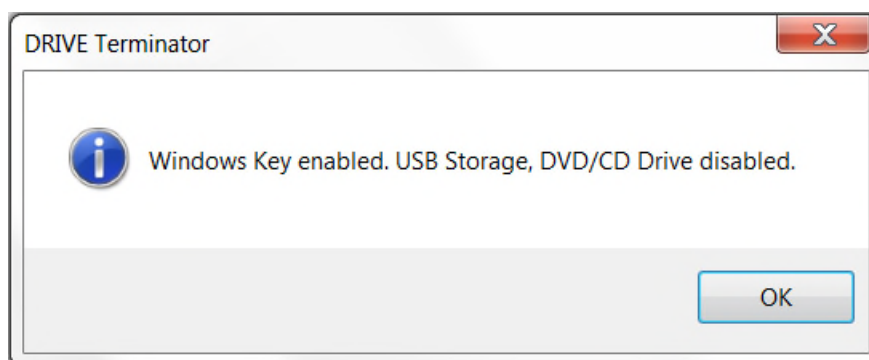 DRIVE Terminator
Windows Key enabled. USB Storage, DVD/CD Drive disabled.
OK